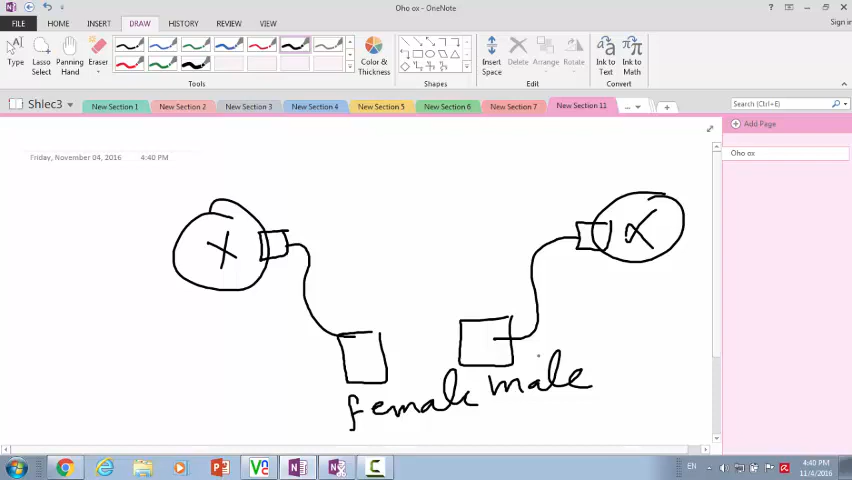 Oho ox - OneNote
FILE HOME INSERT DRAW HISTORY REVIEW VIEW
Sign in
Type Lasso Select Panning Hand Eraser Color & Thickness Insert Space Delete Arrange Rotate Ink to Text Ink to Math
Tools Shapes Edit Convert
Shlec3 New Section 1 New Section 2 New Section 3 New Section 4 New Section 5 New Section 6 New Section 7 New Section 11 ... Search (Ctrl+E)
Add Page
Friday, November 04, 2016 4:40 PM
Oho ox
X
female male
EN 4:40 PM
11/4/2016